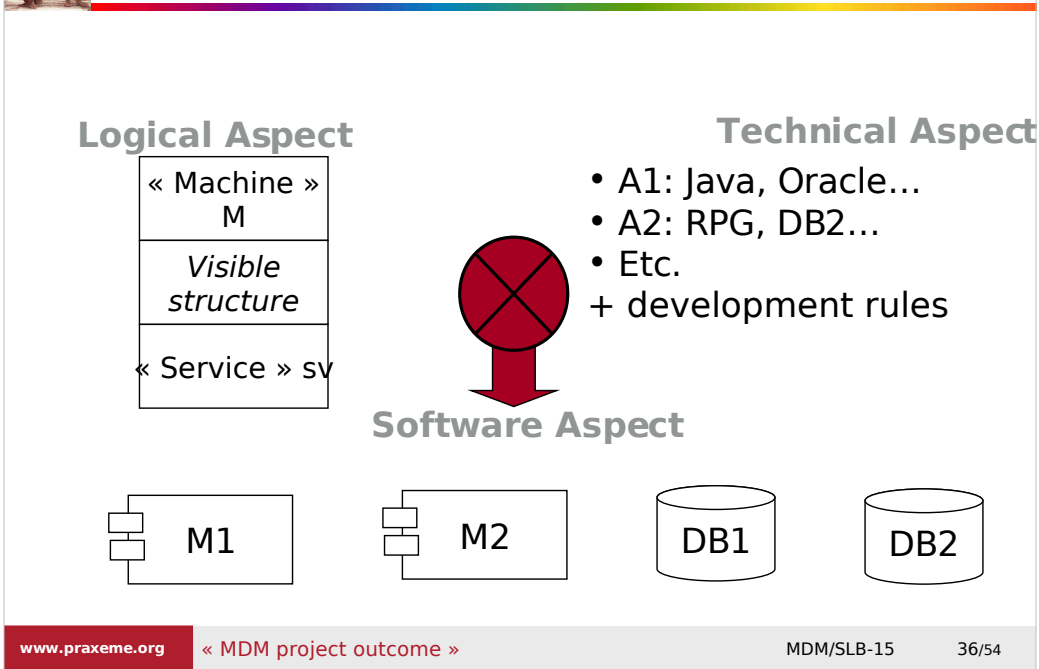 Logical Aspect
Technical Aspect
« Machine »
M
Visible
structure
« Service » sv
• A1: Java, Oracle…
• A2: RPG, DB2…
• Etc.
+ development rules
Software Aspect
M1
M2
DB1
DB2
www.praxeme.org
« MDM project outcome »
MDM/SLB-15
36/54